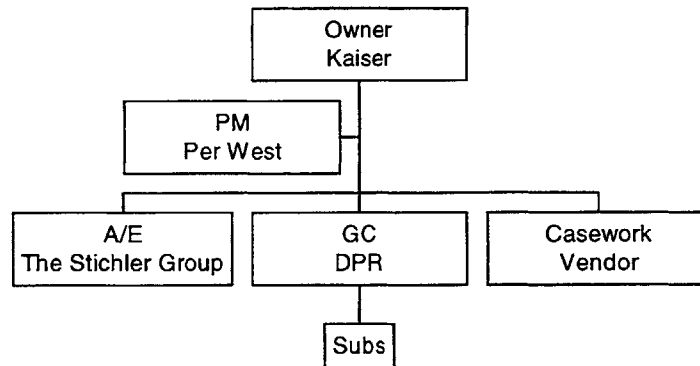 Owner
Kaiser
PM
Per West
A/E
The Stichler Group
GC
DPR
Casework
Vendor
Subs